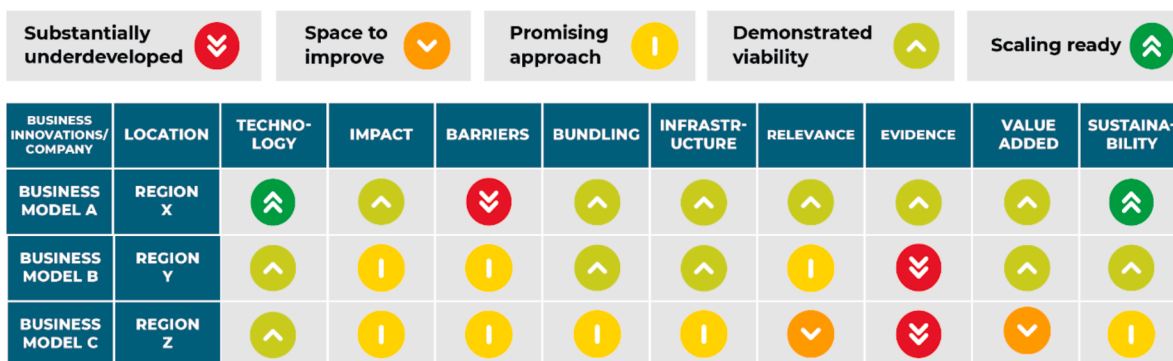 Substantially
underdeveloped
Space to
improve
Promising
approach
Demonstrated
viability
Scaling ready
BUSINESS
INNOVATIONS/
COMPANY
LOCATION
TECHNO-
LOGY
IMPACT
BARRIERS
BUNDLING
INFRASTR-
UCTURE
RELEVANCE
EVIDENCE
VALUE
ADDED
SUSTAINA-
BILITY
BUSINESS
MODEL A
REGION
X
BUSINESS
MODEL B
REGION
Y
BUSINESS
MODEL C
REGION
Z